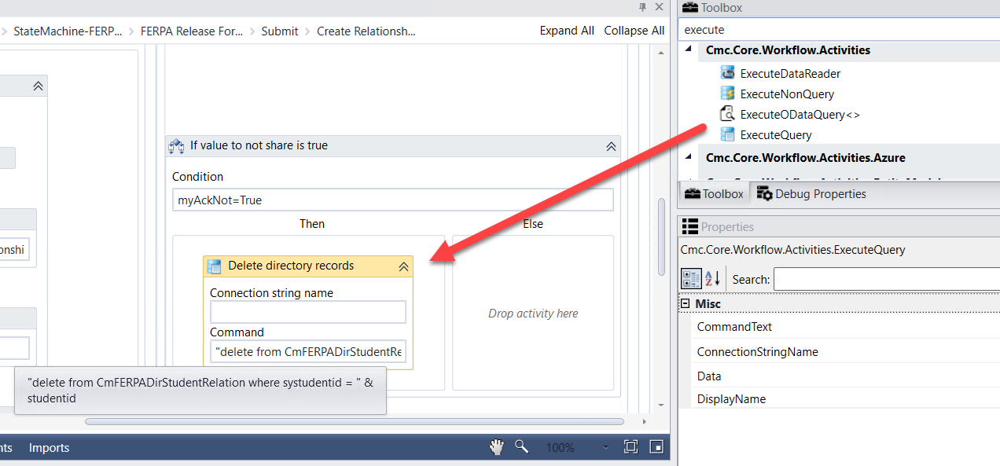 Toolbox
StateMachine-FERP... FERPA Release For... Submit Create Relationsh... Expand All Collapse All
execute
Cmc.Core.Workflow.Activities
ExecuteDataReader
ExecuteNonQuery
ExecuteODataQuery<>
ExecuteQuery
Cmc.Core.Workflow.Activities.Azure
Toolbox Debug Properties
If value to not share is true
Condition
myAckNot=True
Then Else
Delete directory records
Connection string name
Command
"delete from CmFERPADirStudentRe
Drop activity here
onshi
"delete from CmFERPADirStudentRelation where systudentid = " &
studentid
Properties
Cmc.Core.Workflow.Activities.ExecuteQuery
A
Z
Search:
Misc
CommandText
ConnectionStringName
Data
DisplayName
nts Imports 100%